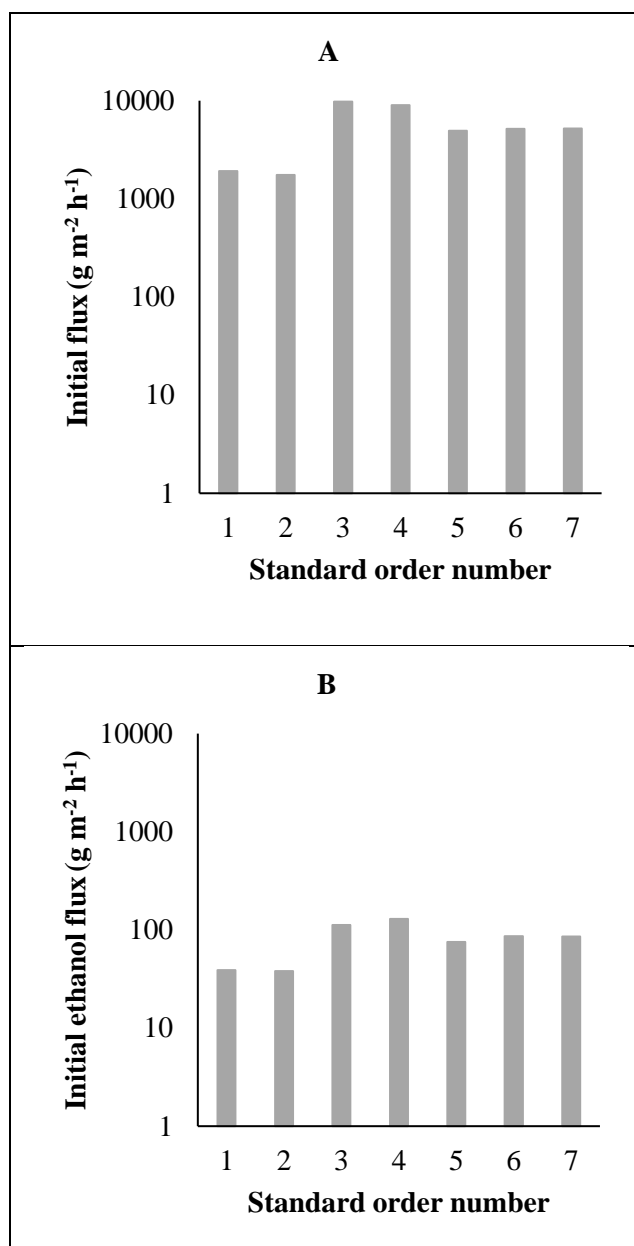 A
Initial flux (g m-2 h-1)
10000
1000
100
10
1
1 2 3 4 5 6 7
Standard order number
B
Initial ethanol flux (g m-2 h-1)
10000
1000
100
10
1
1 2 3 4 5 6 7
Standard order number